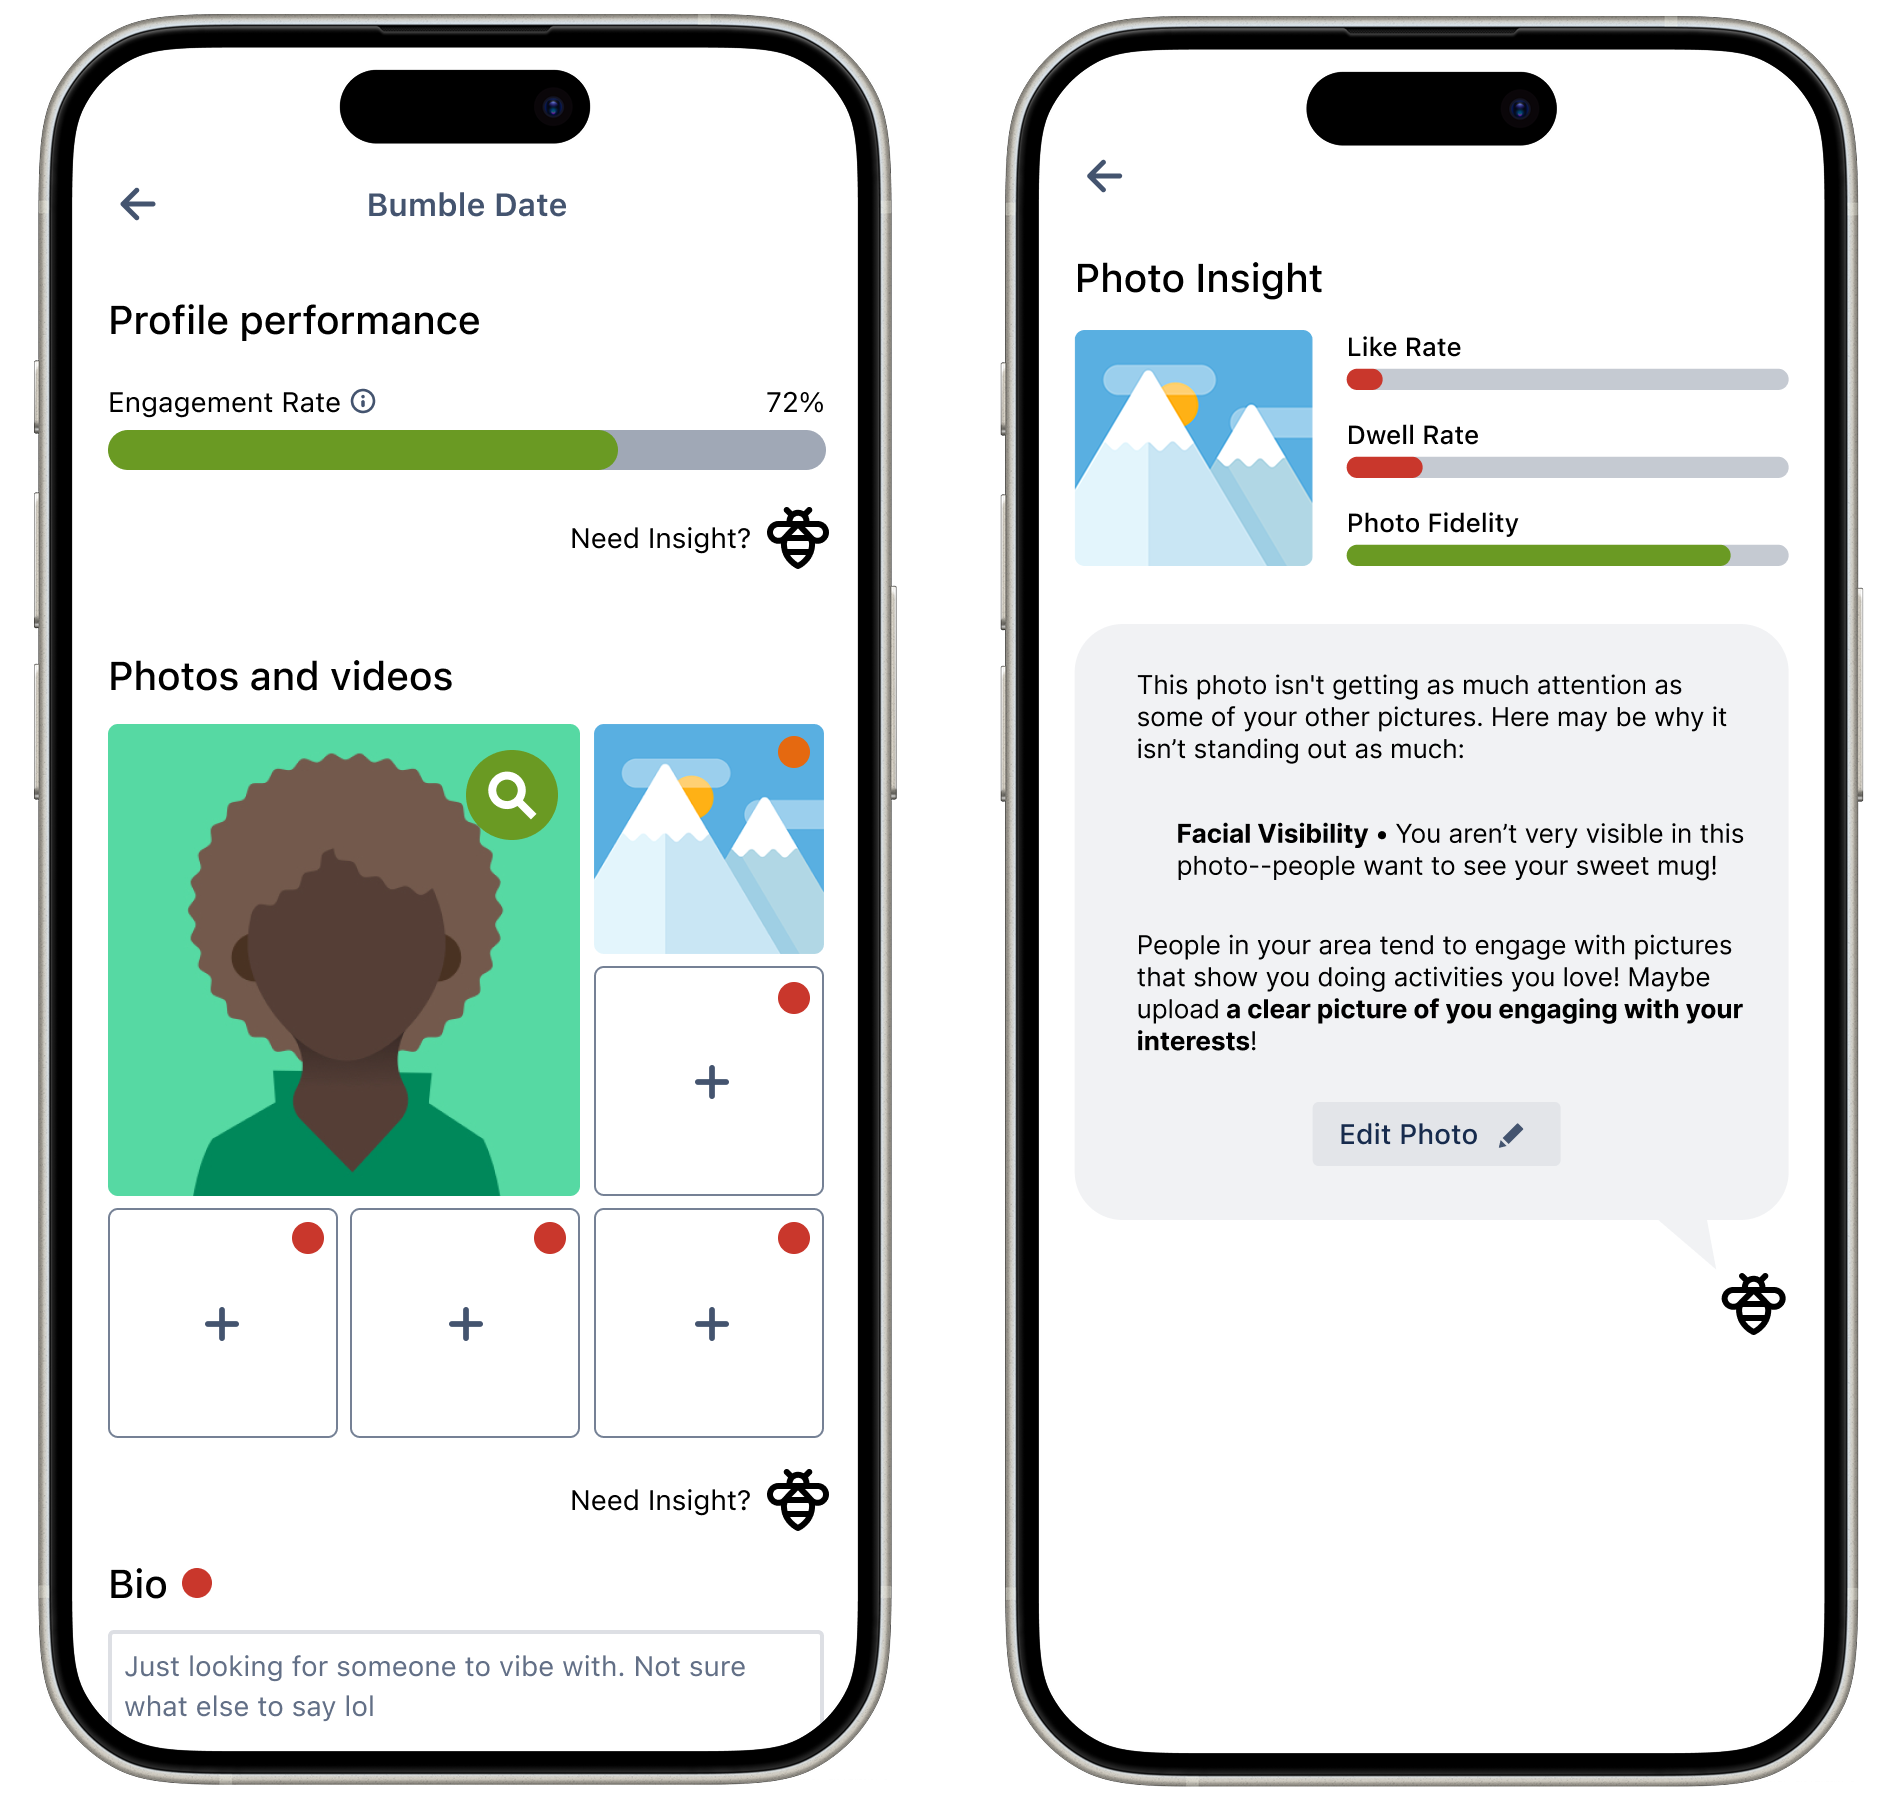 Bumble Date
Profile performance
Engagement Rate
72%
Need Insight?
Photos and videos
Need Insight?
Bio
Just looking for someone to vibe with. Not sure
what else to say lol
Photo Insight
Like Rate
Dwell Rate
Photo Fidelity
This photo isn't getting as much attention as
some of your other pictures. Here may be why it
isn’t standing out as much:
Facial Visibility • You aren’t very visible in this
photo--people want to see your sweet mug!
People in your area tend to engage with pictures
that show you doing activities you love! Maybe
upload a clear picture of you engaging with your
interests!
Edit Photo